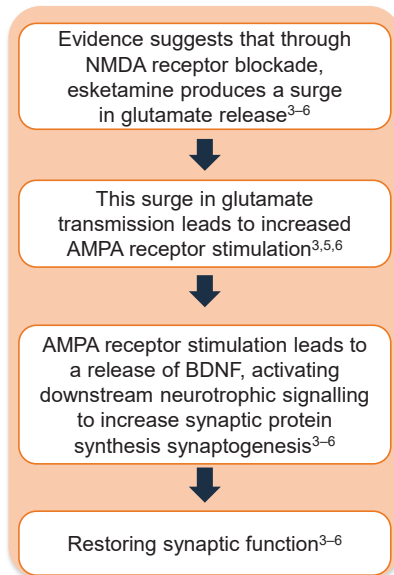 Evidence suggests that through
NMDA receptor blockade,
esketamine produces a surge
in glutamate release³⁻⁶
This surge in glutamate
transmission leads to increased
AMPA receptor stimulation³,⁵,⁶
AMPA receptor stimulation leads to
a release of BDNF, activating
downstream neurotrophic signalling
to increase synaptic protein
synthesis synaptogenesis³⁻⁶
Restoring synaptic function³⁻⁶